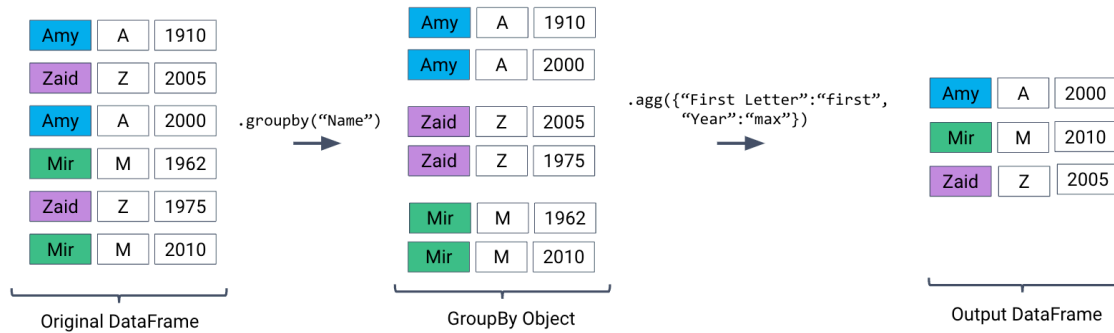 Amy A 1910
Zaid Z 2005
Amy A 2000
Mir M 1962
Zaid Z 1975
Mir M 2010
Original DataFrame
.groupby(“Name”)
Amy A 1910
Amy A 2000
Zaid Z 2005
Zaid Z 1975
Mir M 1962
Mir M 2010
GroupBy Object
.agg({“First Letter”:“first”,
“Year”:“max”})
Amy A 2000
Mir M 2010
Zaid Z 2005
Output DataFrame